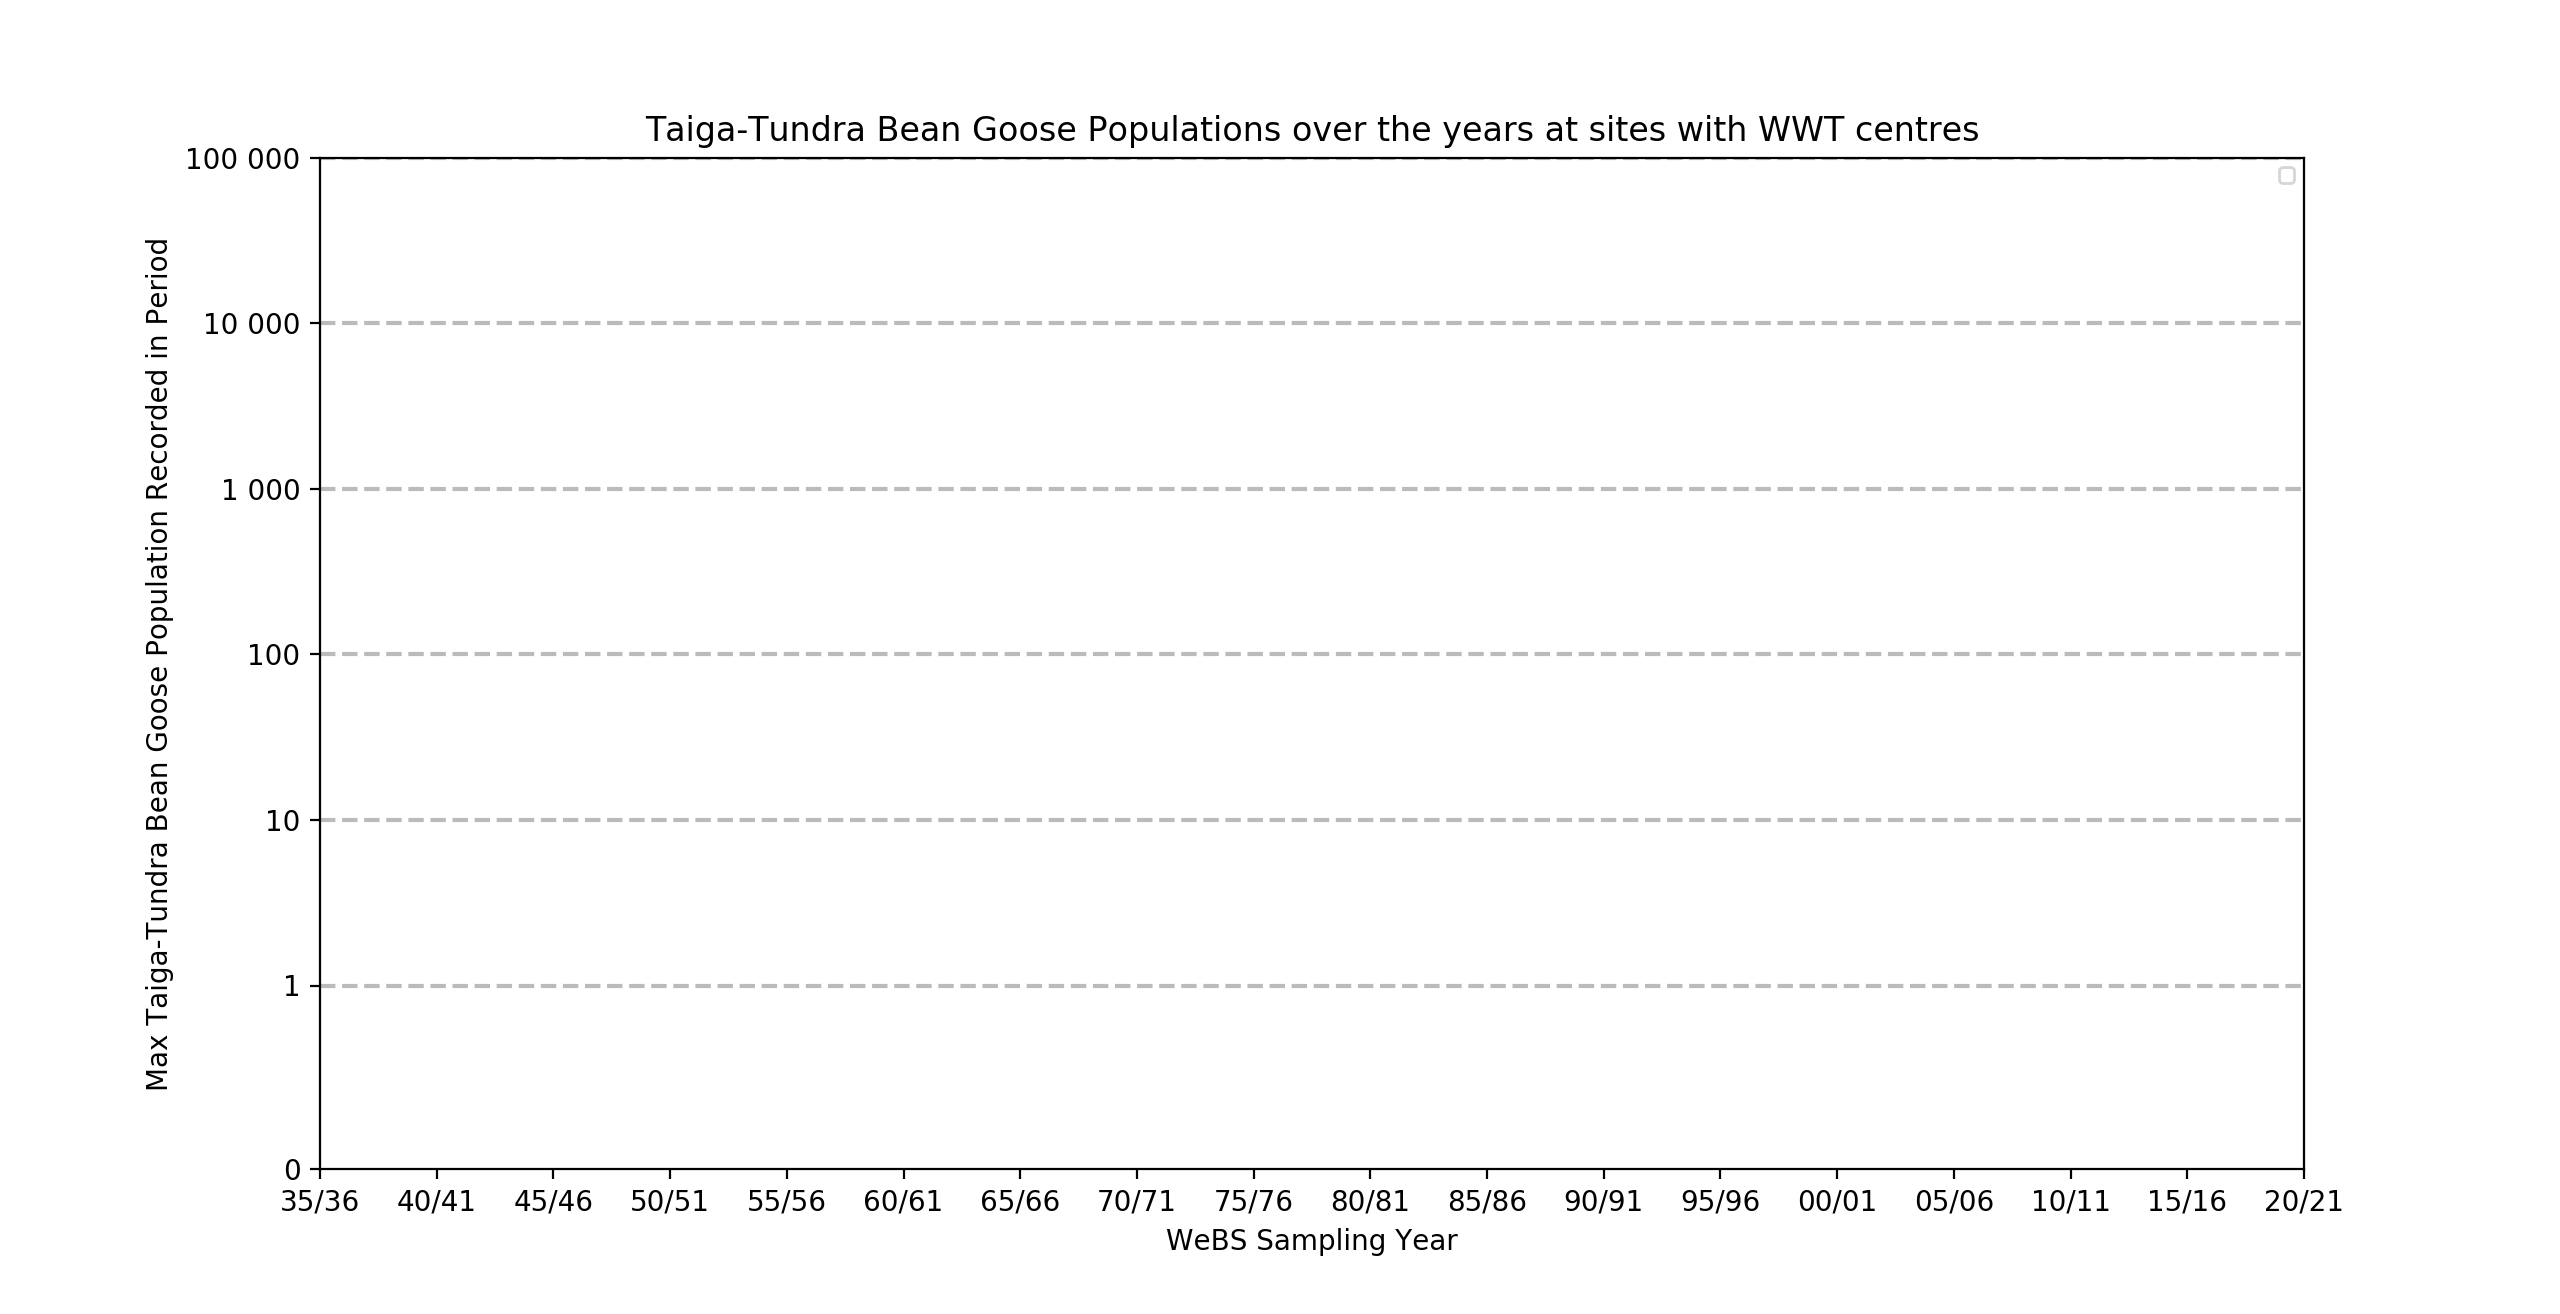 Taiga-Tundra Bean Goose Populations over the years at sites with WWT centres
Max Taiga-Tundra Bean Goose Population Recorded in Period
100 000
10 000
1 000
100
10
1
0
35/36 40/41 45/46 50/51 55/56 60/61 65/66 70/71 75/76 80/81 85/86 90/91 95/96 00/01 05/06 10/11 15/16 20/21
WeBS Sampling Year